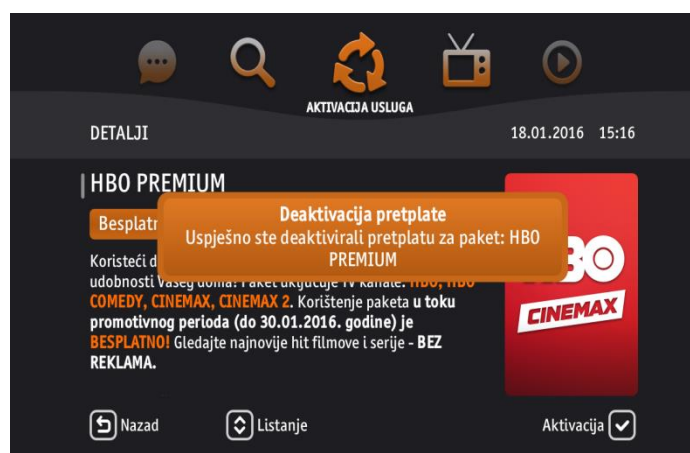 AKTIVACIJA USLUGA
DETALJI
18.01.2016 15:16
HBO PREMIUM
Deaktivacija pretplate
Uspješno ste deaktivirali pretplatu za paket: HBO
PREMIUM
Koristeći
udobnosti Vašeg doma! Paket uključuje TV kanale: HBO, HBO
COMEDY, CINEMAX, CINEMAX 2. Korištenje paketa u toku
promotivnog perioda (do 30.01.2016. godine) je
BESPLATNO! Gledajte najnovije hit filmove i serije - BEZ
REKLAMA.
CINEMAX
Nazad
Listanje
Aktivacija